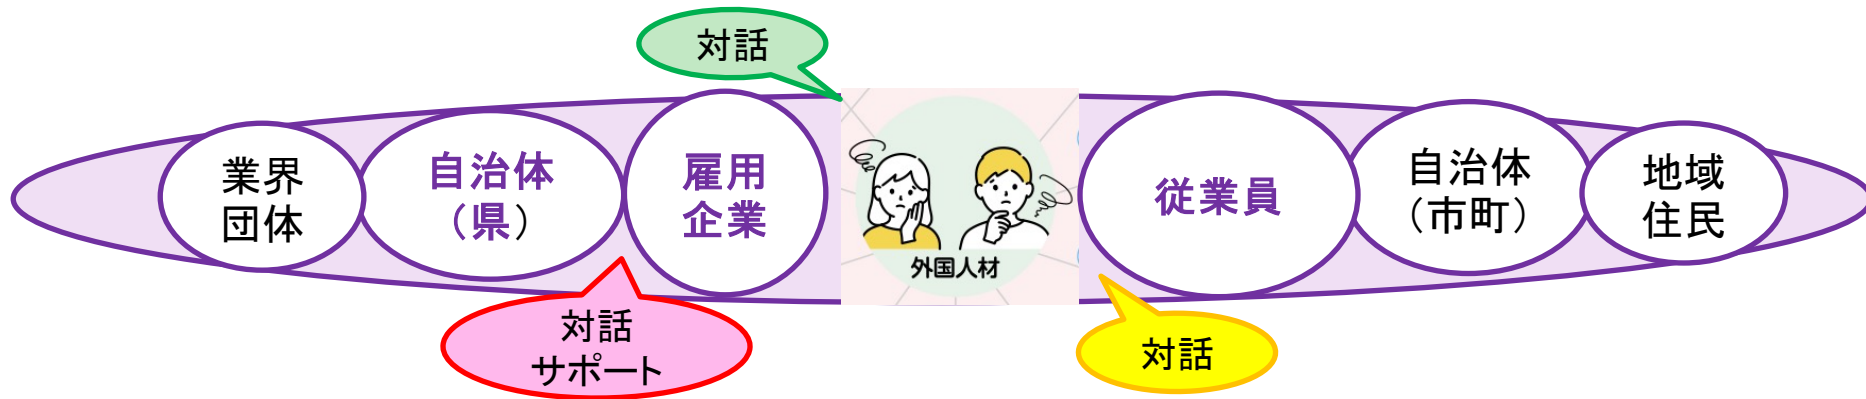 対話
業界
団体
自治体
（県）
雇用
企業
外国人材
従業員
自治体
（市町）
地域
住民
対話
サポート
対話